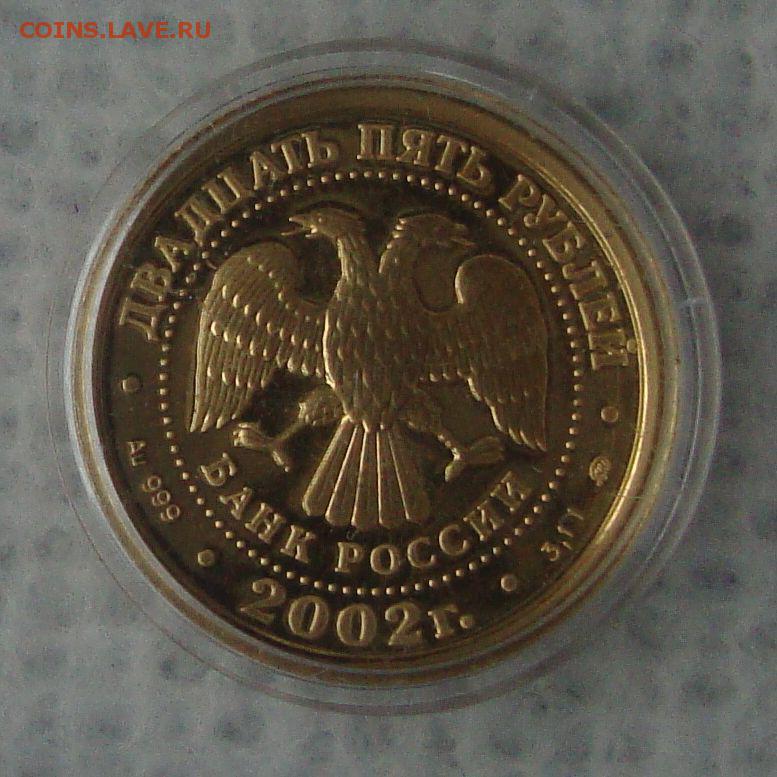 COINS.LAVE.RU
ДВАДЦАТЬ ПЯТЬ РУБЛЕЙ
БАНК РОССИИ
Au 999
3,11
2002г.